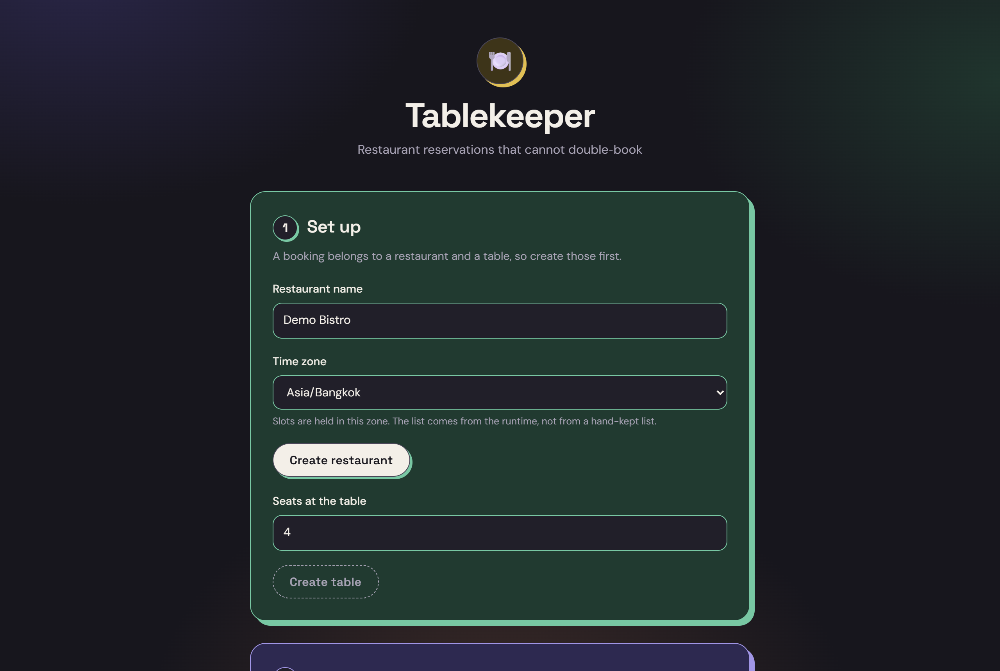 Tablekeeper
Restaurant reservations that cannot double-book
1 Set up
A booking belongs to a restaurant and a table, so create those first.
Restaurant name
Demo Bistro
Time zone
Asia/Bangkok
Slots are held in this zone. The list comes from the runtime, not from a hand-kept list.
Create restaurant
Seats at the table
4
Create table